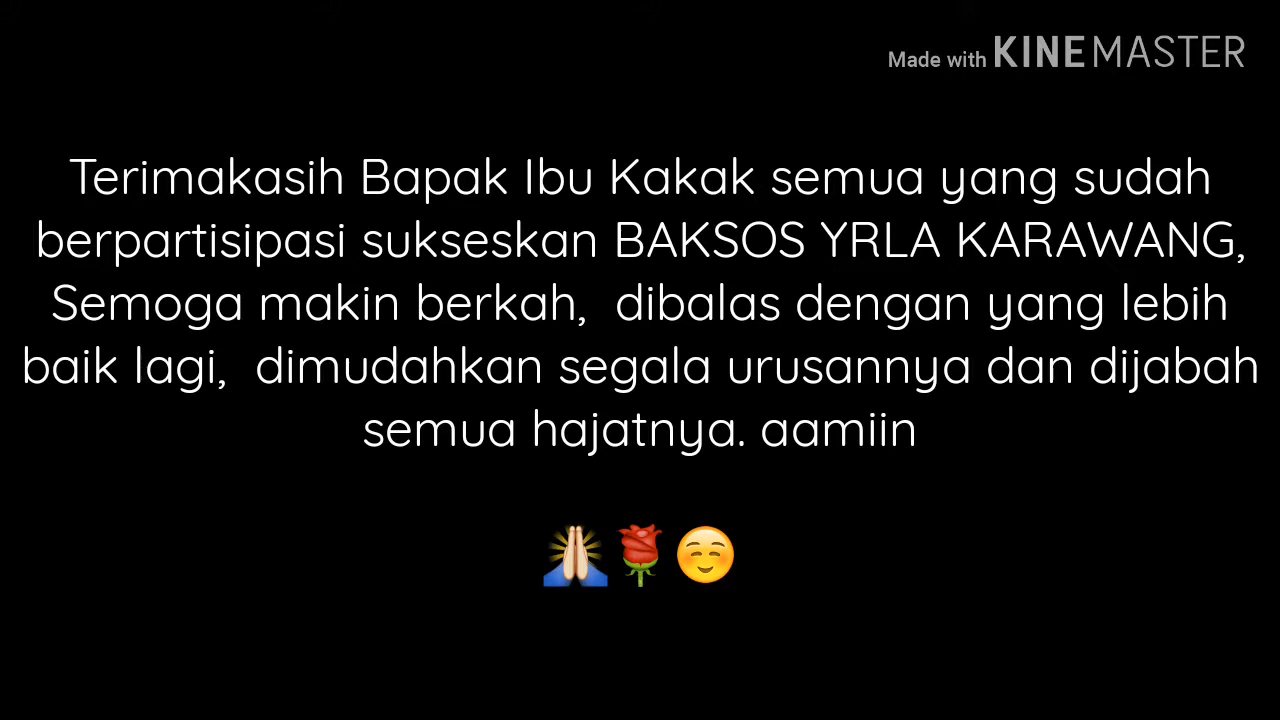 Made with KINEMASTER
Terimakasih Bapak Ibu Kakak semua yang sudah
berpartisipasi sukseskan BAKSOS YRLA KARAWANG,
Semoga makin berkah,  dibalas dengan yang lebih
baik lagi,  dimudahkan segala urusannya dan dijabah
semua hajatnya. aamiin
🙏🌹☺️